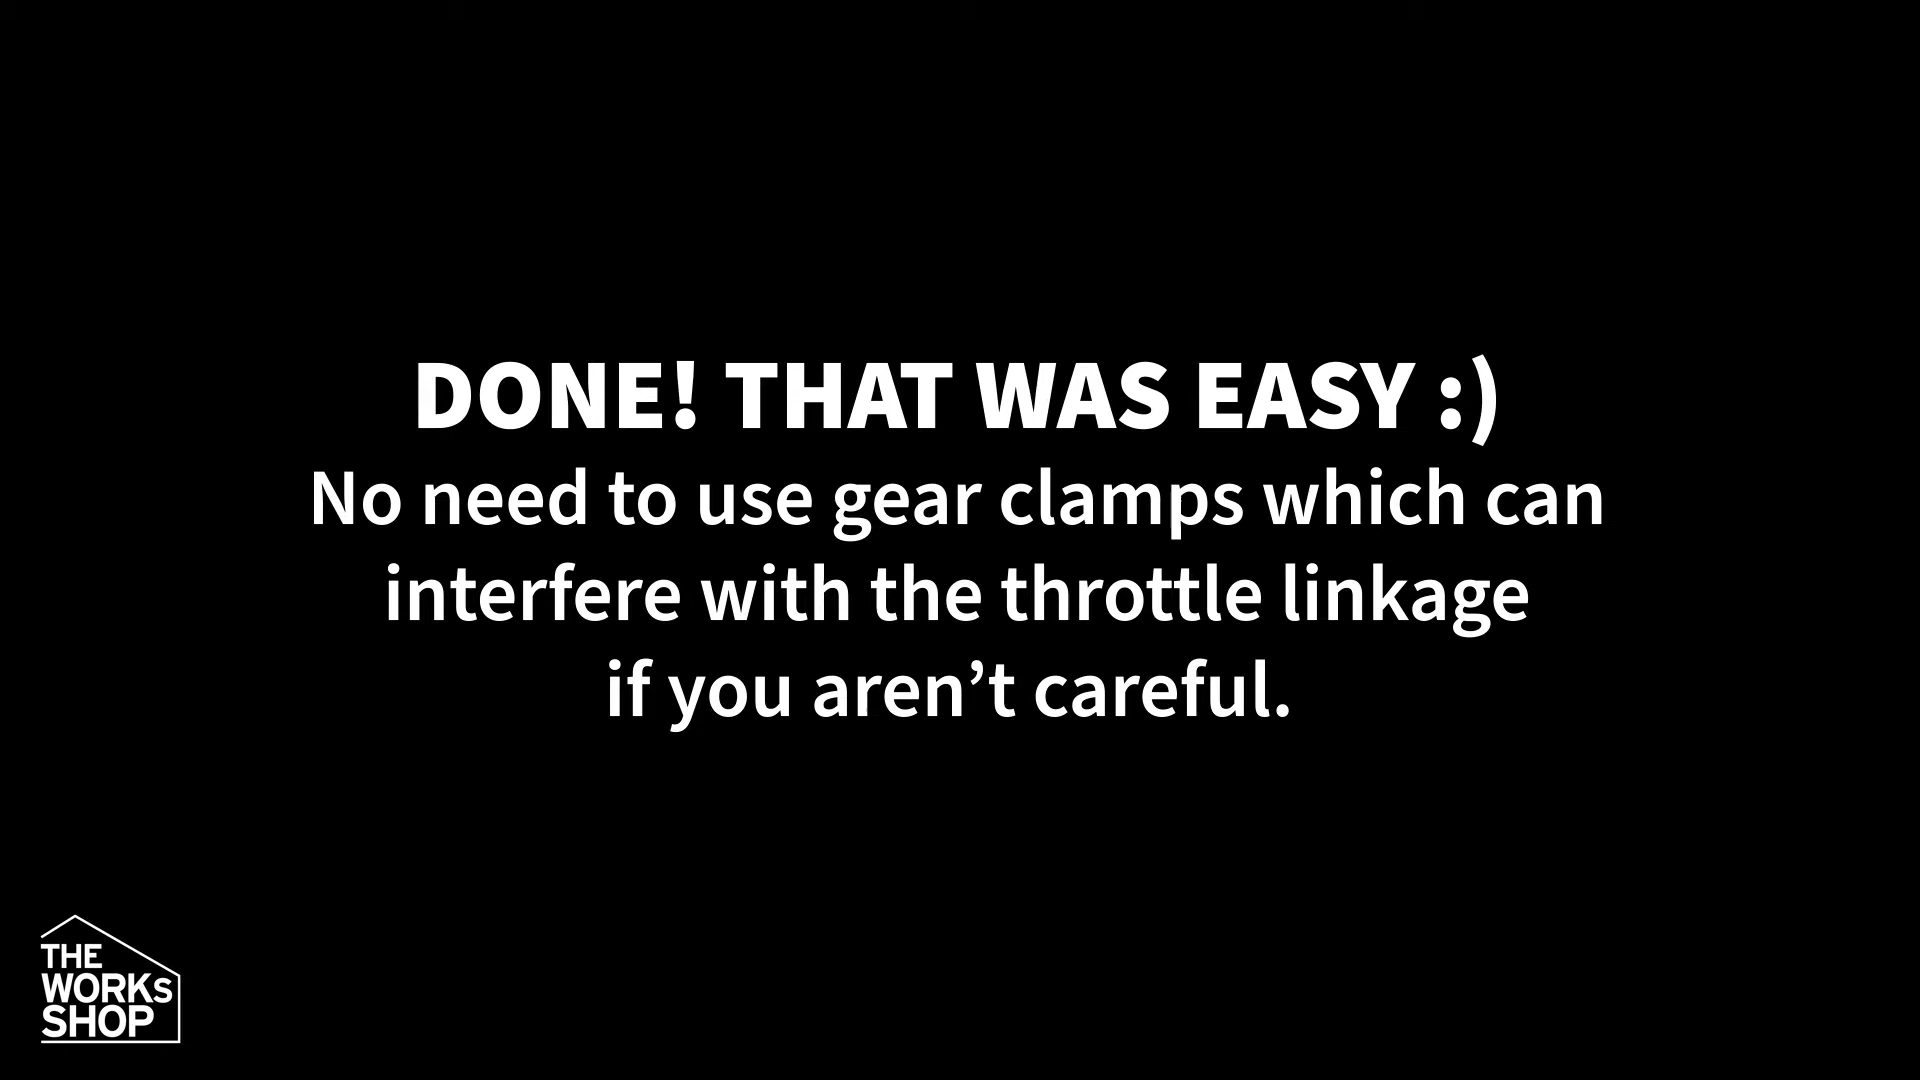 DONE! THAT WAS EASY :)
No need to use gear clamps which can
interfere with the throttle linkage
if you aren’t careful.
THE
WORKs
SHOP